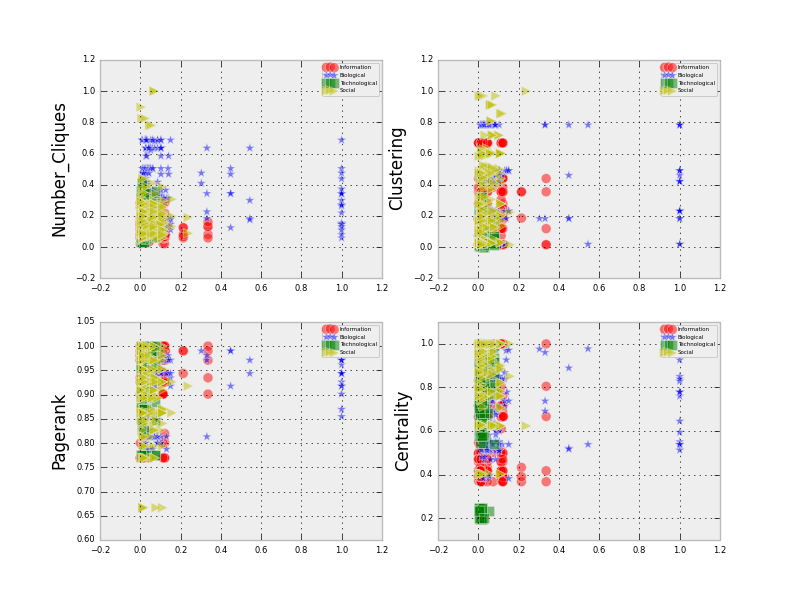 Number_Cliques
1.2
1.0
0.8
0.6
0.4
0.2
0.0
−0.2
−0.2 0.0 0.2 0.4 0.6 0.8 1.0 1.2
Information
Biological
Technological
Social
Clustering
1.2
1.0
0.8
0.6
0.4
0.2
0.0
−0.2
−0.2 0.0 0.2 0.4 0.6 0.8 1.0 1.2
Information
Biological
Technological
Social
Pagerank
1.05
1.00
0.95
0.90
0.85
0.80
0.75
0.70
0.65
0.60
−0.2 0.0 0.2 0.4 0.6 0.8 1.0 1.2
Information
Biological
Technological
Social
Centrality
1.0
0.8
0.6
0.4
0.2
−0.2 0.0 0.2 0.4 0.6 0.8 1.0 1.2
Information
Biological
Technological
Social